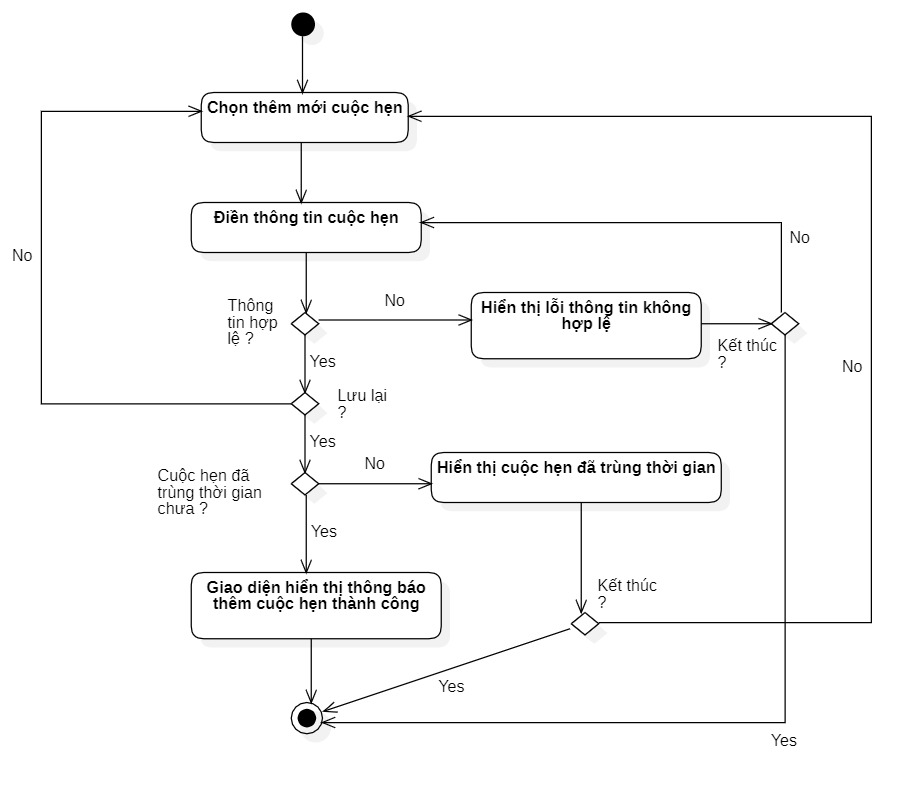 Chọn thêm mới cuộc hẹn
Điền thông tin cuộc hẹn
No
No
Thông
tin hợp
lệ ?
No
Hiển thị lỗi thông tin không
hợp lệ
Kết thúc
?
Yes
No
Lưu lại
?
Yes
Cuộc hẹn đã
trùng thời gian
chưa ?
No
Hiển thị cuộc hẹn đã trùng thời gian
Yes
Giao diện hiển thị thông báo
thêm cuộc hẹn thành công
Kết thúc
?
Yes
Yes